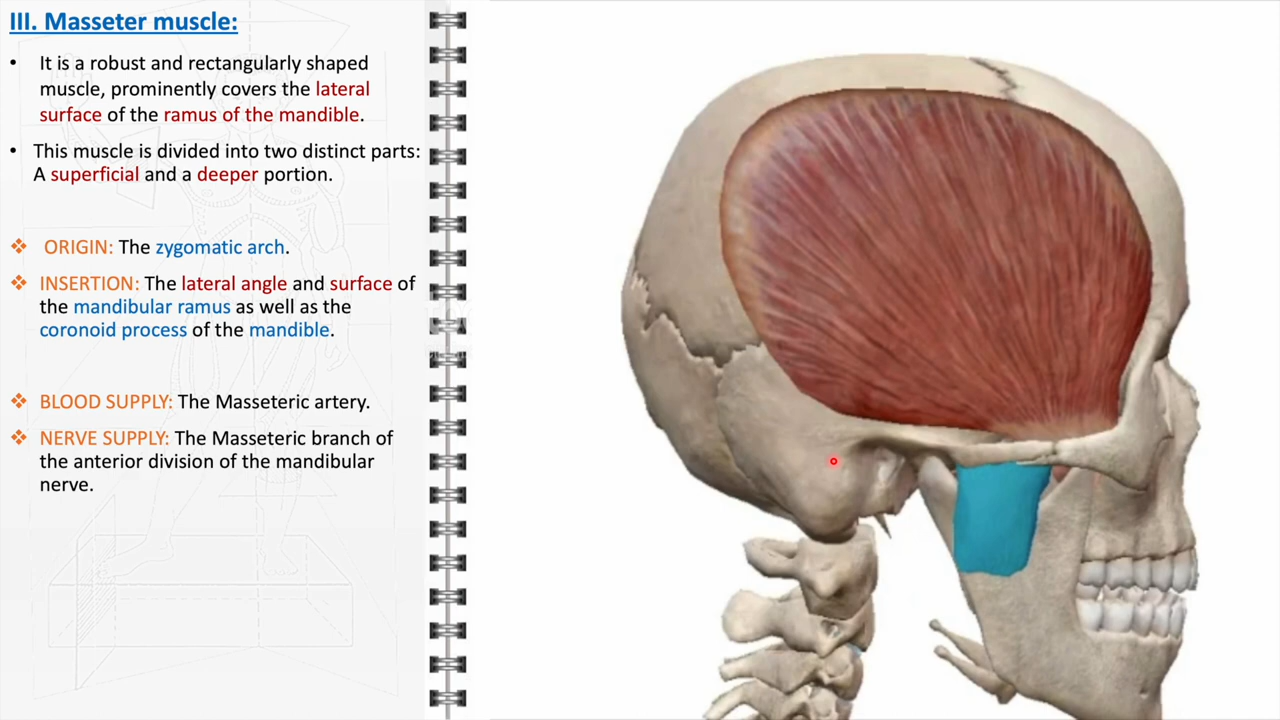 III. Masseter muscle:
• It is a robust and rectangularly shaped
muscle, prominently covers the lateral
surface of the ramus of the mandible.
• This muscle is divided into two distinct parts:
A superficial and a deeper portion.
❖ ORIGIN: The zygomatic arch.
❖ INSERTION: The lateral angle and surface of
the mandibular ramus as well as the
coronoid process of the mandible.
❖ BLOOD SUPPLY: The Masseteric artery.
❖ NERVE SUPPLY: The Masseteric branch of
the anterior division of the mandibular
nerve.